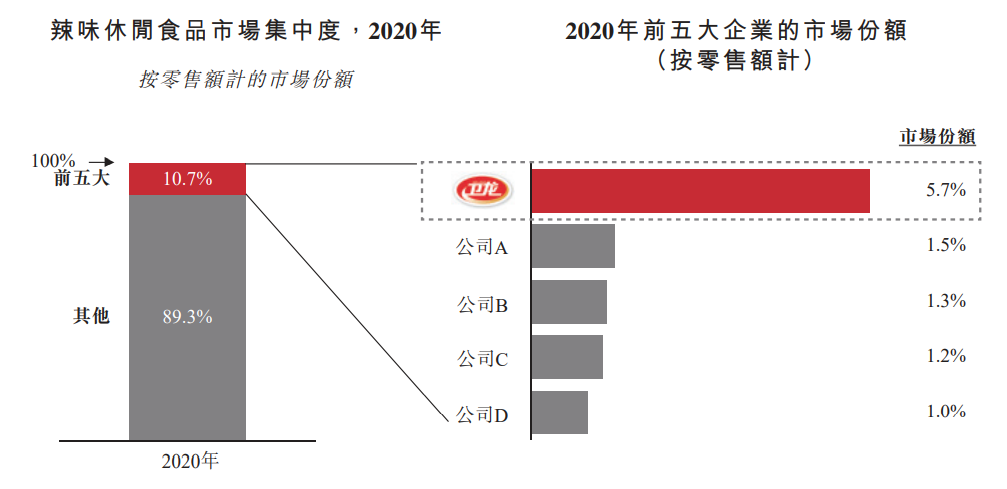 辣味休閒食品市場集中度，2020年
按零售額計的市場份額
100%
前五大
10.7%
其他
89.3%
2020年
2020年前五大企業的市場份額
（按零售額計）
市場份額
卫龙
5.7%
公司A
1.5%
公司B
1.3%
公司C
1.2%
公司D
1.0%